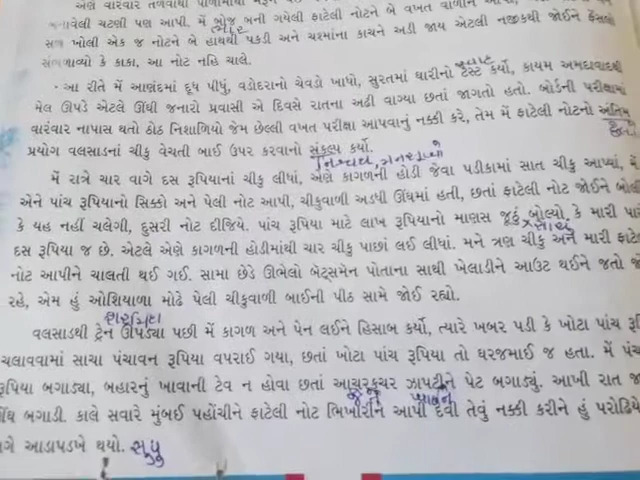 એણે વારંવાર તળવાથી
બનાવેલી ચટણી પણ આપી. મેં ભોજ બની ગયેલી ફાટેલી નોટને બે વખત વાળીને
ખોલી એક જ નોટને બે હાથથી પકડી અને ચશ્માંના કાચને અડી જાય એટલી નજીકથી જોઈને ફેંસલો
સંભળાવ્યો કે કાકા, આ નોટ નહિ ચાલે.
આ રીતે મેં આણંદમાં દૂધ પીધું, વડોદરાનો ચેવડો ખાધો, સુરતમાં ઘારીનો ટેસ્ટ કર્યો, કાયમ અમદાવાદથી
મેલ ઊપડે એટલે ઊંઘી જનારો પ્રવાસી એ દિવસે રાતના અઢી વાગ્યા છતાં જાગતો હતો. બોર્ડની પરીક્ષામાં
વારંવાર નાપાસ થતો ઠોઠ નિશાળિયો જેમ છેલ્લી વખત પરીક્ષા આપવાનું નક્કી કરે, તેમ મેં ફાટેલી નોટનો અંતિમ
પ્રયોગ વલસાડનાં ચીકુ વેચતી બાઈ ઉપર કરવાનો સંકલ્પ કર્યો.
નિશ્ચય
મેં રાત્રે ચાર વાગે દસ રૂપિયાનાં ચીકુ લીધાં, એણે કાગળની હોડી જેવા પડીકામાં સાત ચીકુ આપ્યાં, મેં
એને પાંચ રૂપિયાનો સિક્કો અને પેલી નોટ આપી, ચીકુવાળી અડધી ઊંઘમાં હતી, છતાં ફાટેલી નોટ જોઈને બોલી
કે યહ નહીં ચલેગી, દુસરી નોટ દીજિયે. પાંચ રૂપિયા માટે લાખ રૂપિયાનો માણસ જૂઠું બોલ્યો કે મારી પાસે
દસ રૂપિયા જ છે. એટલે એણે કાગળની હોડીમાંથી ચાર ચીકુ પાછાં લઈ લીધાં. મને ત્રણ ચીકુ અને મારી ફાટેલી
નોટ આપીને ચાલતી થઈ ગઈ. સામા છેડે ઊભેલો બેટ્સમેન પોતાના સાથી ખેલાડીને આઉટ થઈને જતો જોઈ
રહે, એમ હું ઓશિયાળા મોઢે પેલી ચીકુવાળી બાઈની પીઠ સામે જોઈ રહ્યો.
વલસાડથી ટ્રેન ઊપડ્યા પછી મેં કાગળ અને પેન લઈને હિસાબ કર્યો, ત્યારે ખબર પડી કે ખોટા પાંચ રૂપિ
ચલાવવામાં સાચા પંચાવન રૂપિયા વપરાઈ ગયા, છતાં ખોટા પાંચ રૂપિયા તો ઘરજમાઈ જ હતા. મેં પંચા
રૂપિયા બગાડ્યા, બહારનું ખાવાની ટેવ ન હોવા છતાં આચરકૂચર ઝાપટીને પેટ બગાડ્યું. આખી રાત જા
ઊંઘ બગાડી. કાલે સવારે મુંબઈ પહોંચીને ફાટેલી નોટ ભિખારીને આપી દેવી તેવું નક્કી કરીને હું પરોઢિયે
આડાપડખે થયો. સૂવું